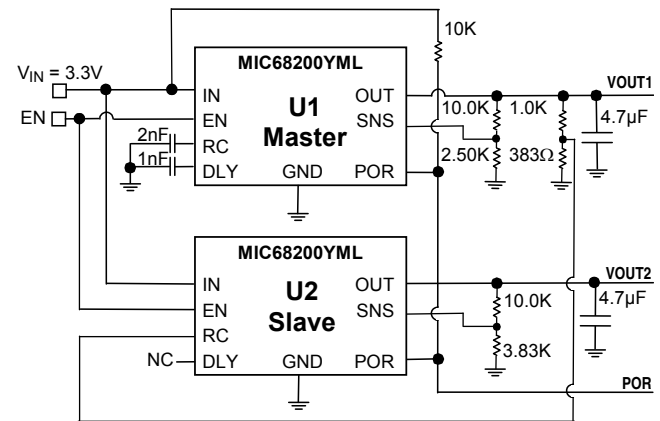 10K
MIC68200YML
VIN = 3.3V
EN
IN
EN
RC
DLY
2nF
1nF
U1
Master
GND
OUT
SNS
POR
10.0K
2.50K
1.0K
383Ω
VOUT1
4.7µF
MIC68200YML
IN
EN
RC
DLY
NC
U2
Slave
GND
OUT
SNS
POR
10.0K
3.83K
VOUT2
4.7µF
POR